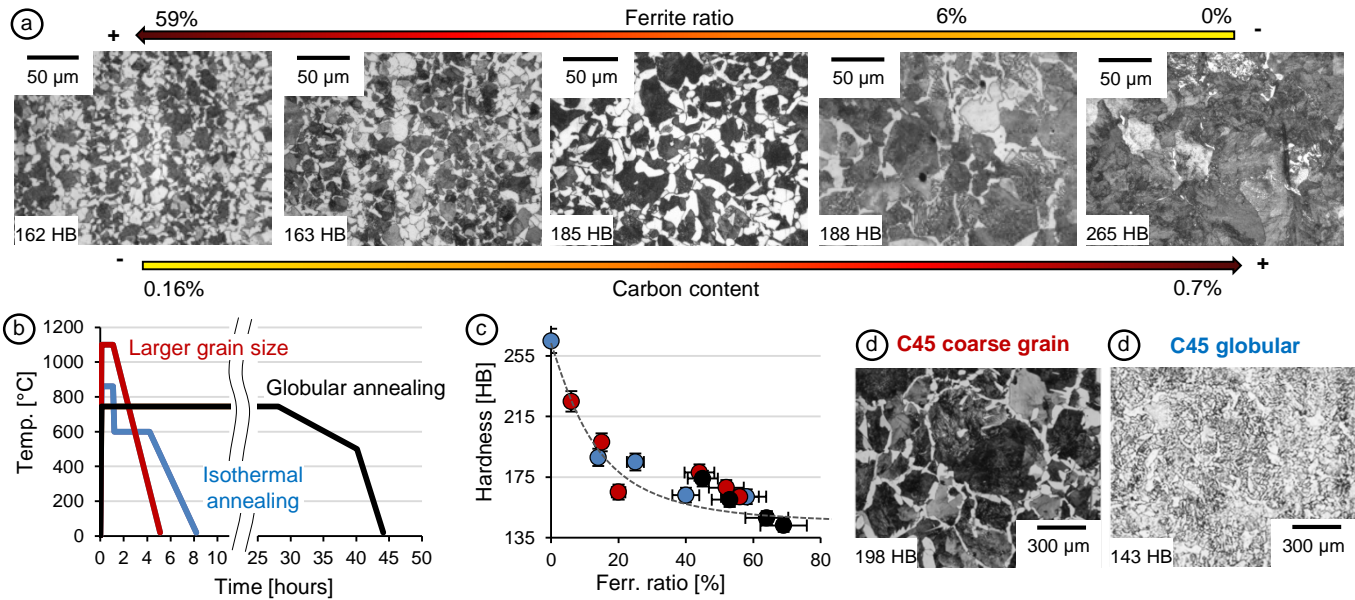 a
59%
Ferrite ratio
6%
0%
+
-
50 µm
50 µm
50 µm
50 µm
50 µm
162 HB
163 HB
185 HB
188 HB
265 HB
-
+
0.16%
Carbon content
0.7%
b
1200
1000
800
600
400
200
0
Temp. [°C]
Larger grain size
Globular annealing
Isothermal
annealing
0 2 4 6 8 10 25 30 35 40 45 50
Time [hours]
c
255
215
175
135
Hardness [HB]
0 20 40 60 80
Ferr. ratio [%]
d C45 coarse grain
198 HB
300 µm
d C45 globular
143 HB
300 µm